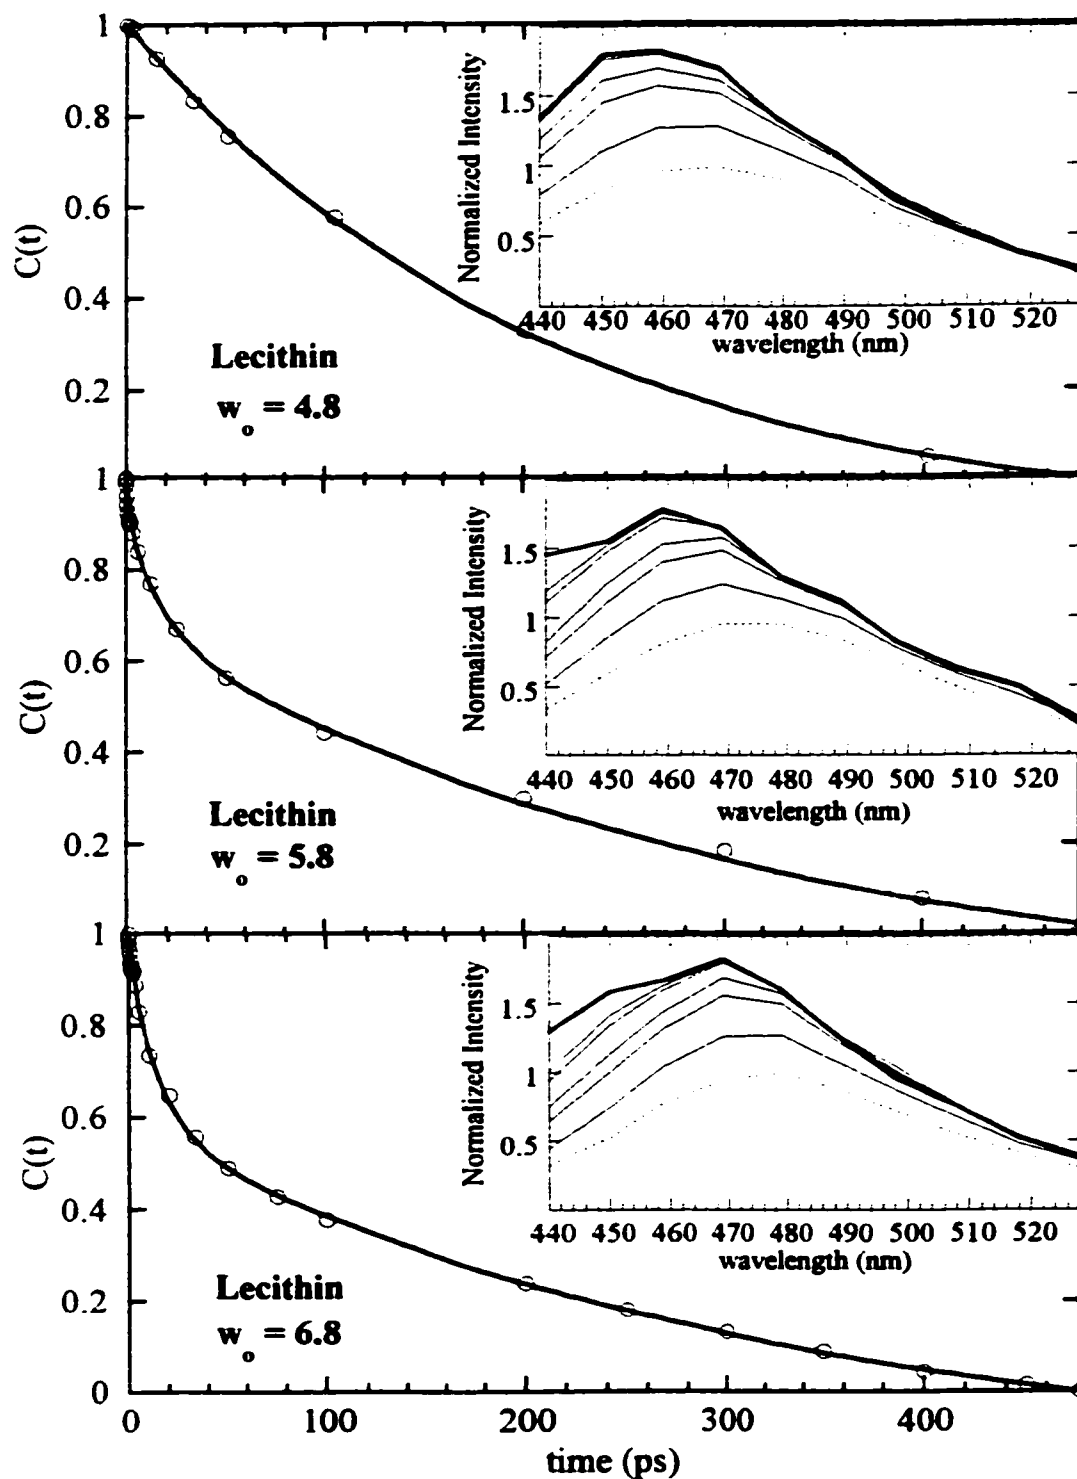 1
0.8
0.6
0.4
0.2
C(t)
Lecithin
w_o = 4.8
Normalized Intensity
1.5
1
0.5
440 450 460 470 480 490 500 510 520
wavelength (nm)
1
0.8
0.6
0.4
0.2
C(t)
Lecithin
w_o = 5.8
Normalized Intensity
1.5
1
0.5
440 450 460 470 480 490 500 510 520
wavelength (nm)
1
0.8
0.6
0.4
0.2
0
C(t)
Lecithin
w_o = 6.8
Normalized Intensity
1.5
1
0.5
440 450 460 470 480 490 500 510 520
wavelength (nm)
0 100 200 300 400
time (ps)